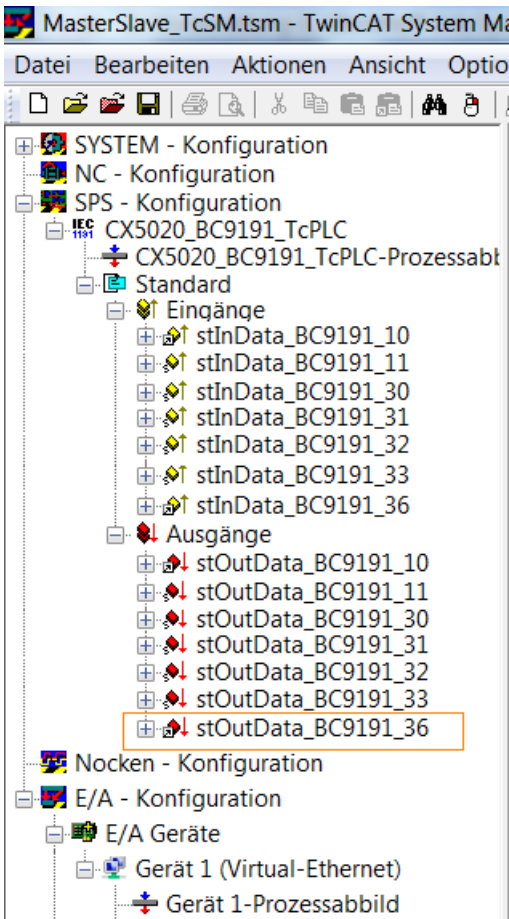 MasterSlave_TcSM.tsm - TwinCAT System Ma
Datei Bearbeiten Aktionen Ansicht Optio
SYSTEM - Konfiguration
NC - Konfiguration
SPS - Konfiguration
IEC 1131 CX5020_BC9191_TcPLC
CX5020_BC9191_TcPLC-Prozessabb
Standard
Eingänge
stInData_BC9191_10
stInData_BC9191_11
stInData_BC9191_30
stInData_BC9191_31
stInData_BC9191_32
stInData_BC9191_33
stInData_BC9191_36
Ausgänge
stOutData_BC9191_10
stOutData_BC9191_11
stOutData_BC9191_30
stOutData_BC9191_31
stOutData_BC9191_32
stOutData_BC9191_33
stOutData_BC9191_36
Nocken - Konfiguration
E/A - Konfiguration
E/A Geräte
Gerät 1 (Virtual-Ethernet)
Gerät 1-Prozessabbild